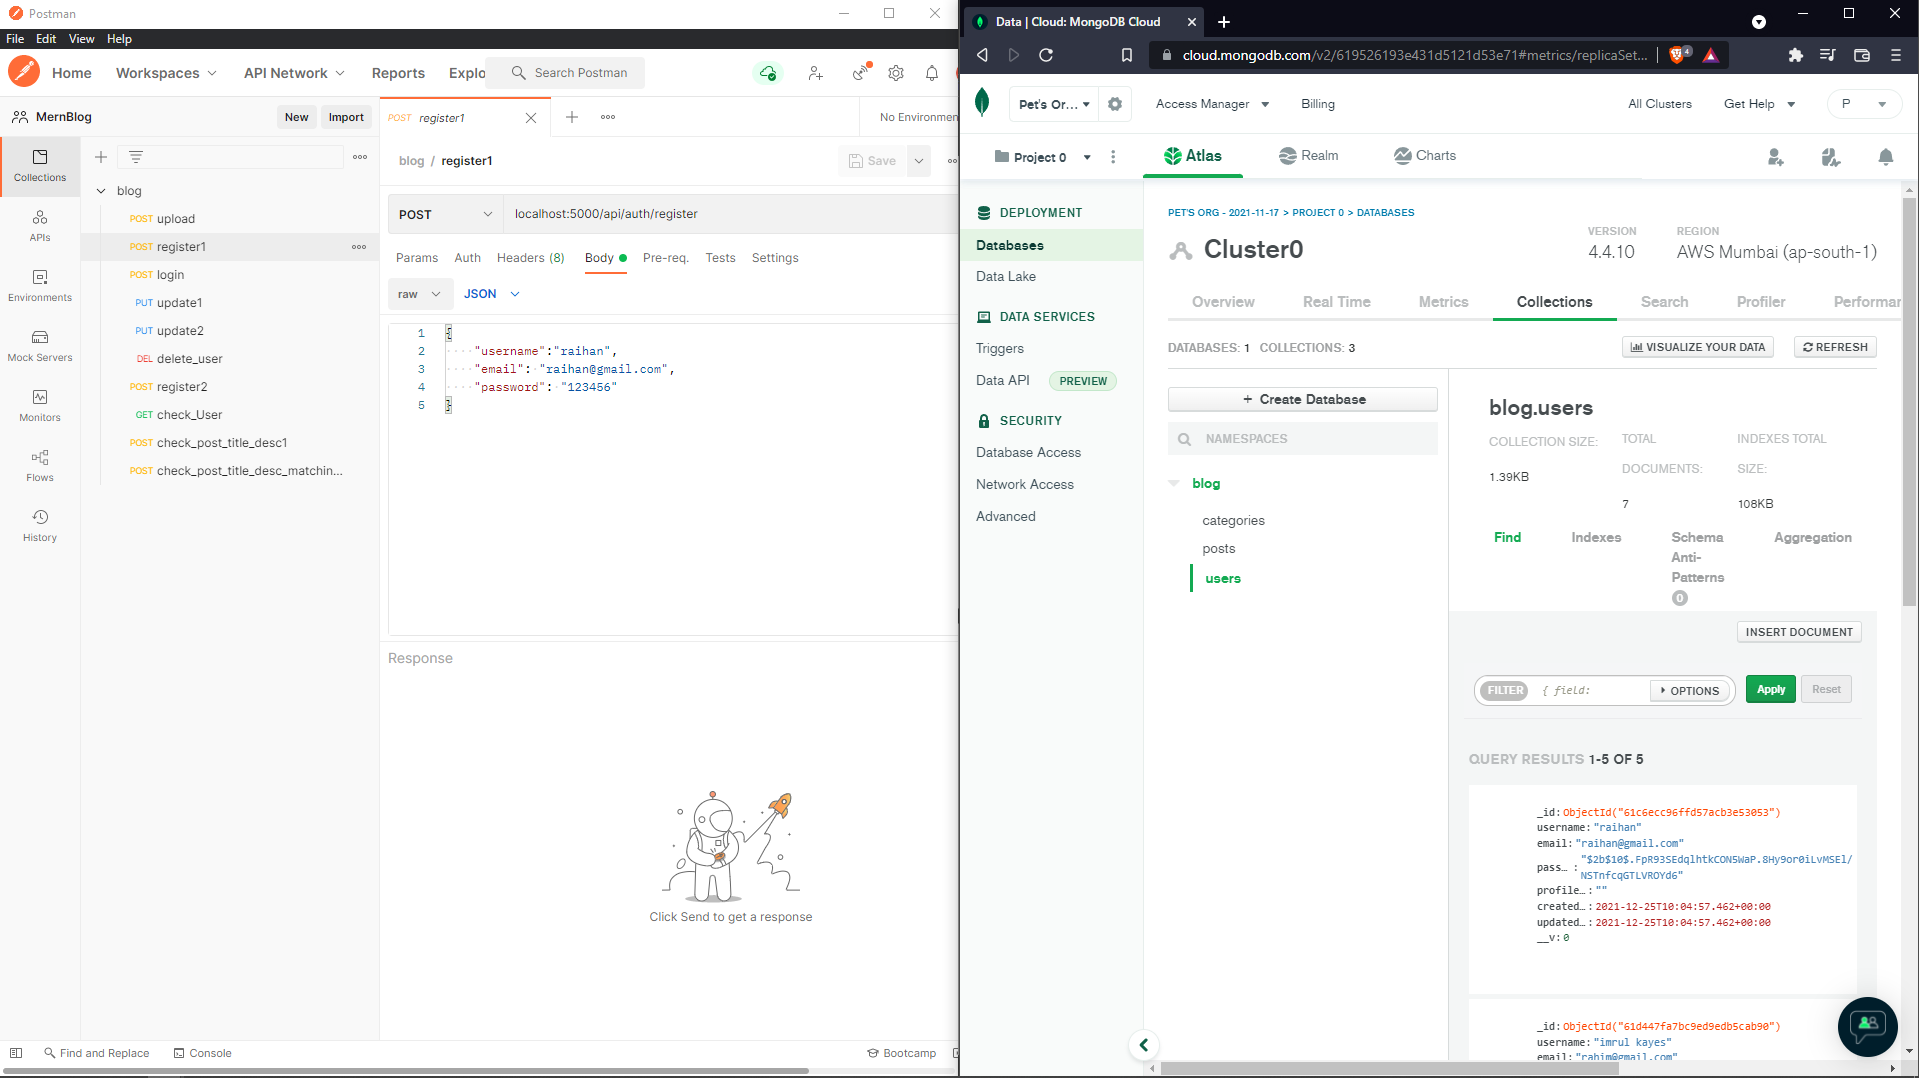 Postman
File Edit View Help
Home Workspaces API Network Reports Explo Search Postman
MernBlog New Import
POST register1 No Environmen
blog / register1 Save
Collections
APIs
Environments
Mock Servers
Monitors
Flows
History
blog
POST upload
POST register1
POST login
PUT update1
PUT update2
DEL delete_user
POST register2
GET check_User
POST check_post_title_desc1
POST check_post_title_desc_matchin...
POST localhost:5000/api/auth/register
Params Auth Headers (8) Body Pre-req. Tests Settings
raw JSON
1 {
2 "username":"raihan",
3 "email": "raihan@gmail.com",
4 "password": "123456"
5 }
Response
Click Send to get a response
Find and Replace Console Bootcamp
Data | Cloud: MongoDB Cloud
cloud.mongodb.com/v2/619526193e431d5121d53e71#metrics/replicaSet... 4
Pet's Or... Access Manager Billing All Clusters Get Help P
Project 0 Atlas Realm Charts
DEPLOYMENT
Databases
Data Lake
DATA SERVICES
Triggers
Data API PREVIEW
SECURITY
Database Access
Network Access
Advanced
PET'S ORG - 2021-11-17 > PROJECT 0 > DATABASES
Cluster0
VERSION
4.4.10
REGION
AWS Mumbai (ap-south-1)
Overview Real Time Metrics Collections Search Profiler Performan
DATABASES: 1 COLLECTIONS: 3
VISUALIZE YOUR DATA REFRESH
+ Create Database
NAMESPACES
blog
categories
posts
users
blog.users
COLLECTION SIZE:
1.39KB
TOTAL
DOCUMENTS:
7
INDEXES TOTAL
SIZE:
108KB
Find Indexes
Schema
Anti-
Patterns
0
Aggregation
INSERT DOCUMENT
FILTER { field: OPTIONS Apply Reset
QUERY RESULTS 1-5 OF 5
_id: ObjectId("61c6ecc96ffd57acb3e53053")
username: "raihan"
email: "raihan@gmail.com"
pass... : "$2b$10$.FpR93SEdqlhtkCON5WaP.8Hy9or0iLvMSEl/
NSTnfcqGTLVROYd6"
profile... : ""
created... : 2021-12-25T10:04:57.462+00:00
updated... : 2021-12-25T10:04:57.462+00:00
__v: 0
_id: ObjectId("61d447fa7bc9ed9edb5cab90")
username: "imrul kayes"
email: "rahim@gmail.com"